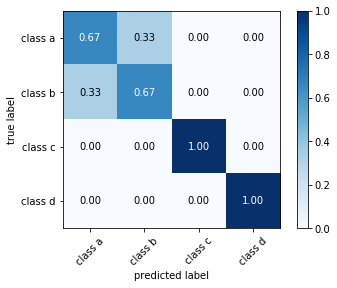 1.0
class a 0.67 0.33 0.00 0.00
0.8
class b 0.33 0.67 0.00 0.00
0.6
true label
0.4
class c 0.00 0.00 1.00 0.00
0.2
class d 0.00 0.00 0.00 1.00
0.0
class a class b class c class d
predicted label